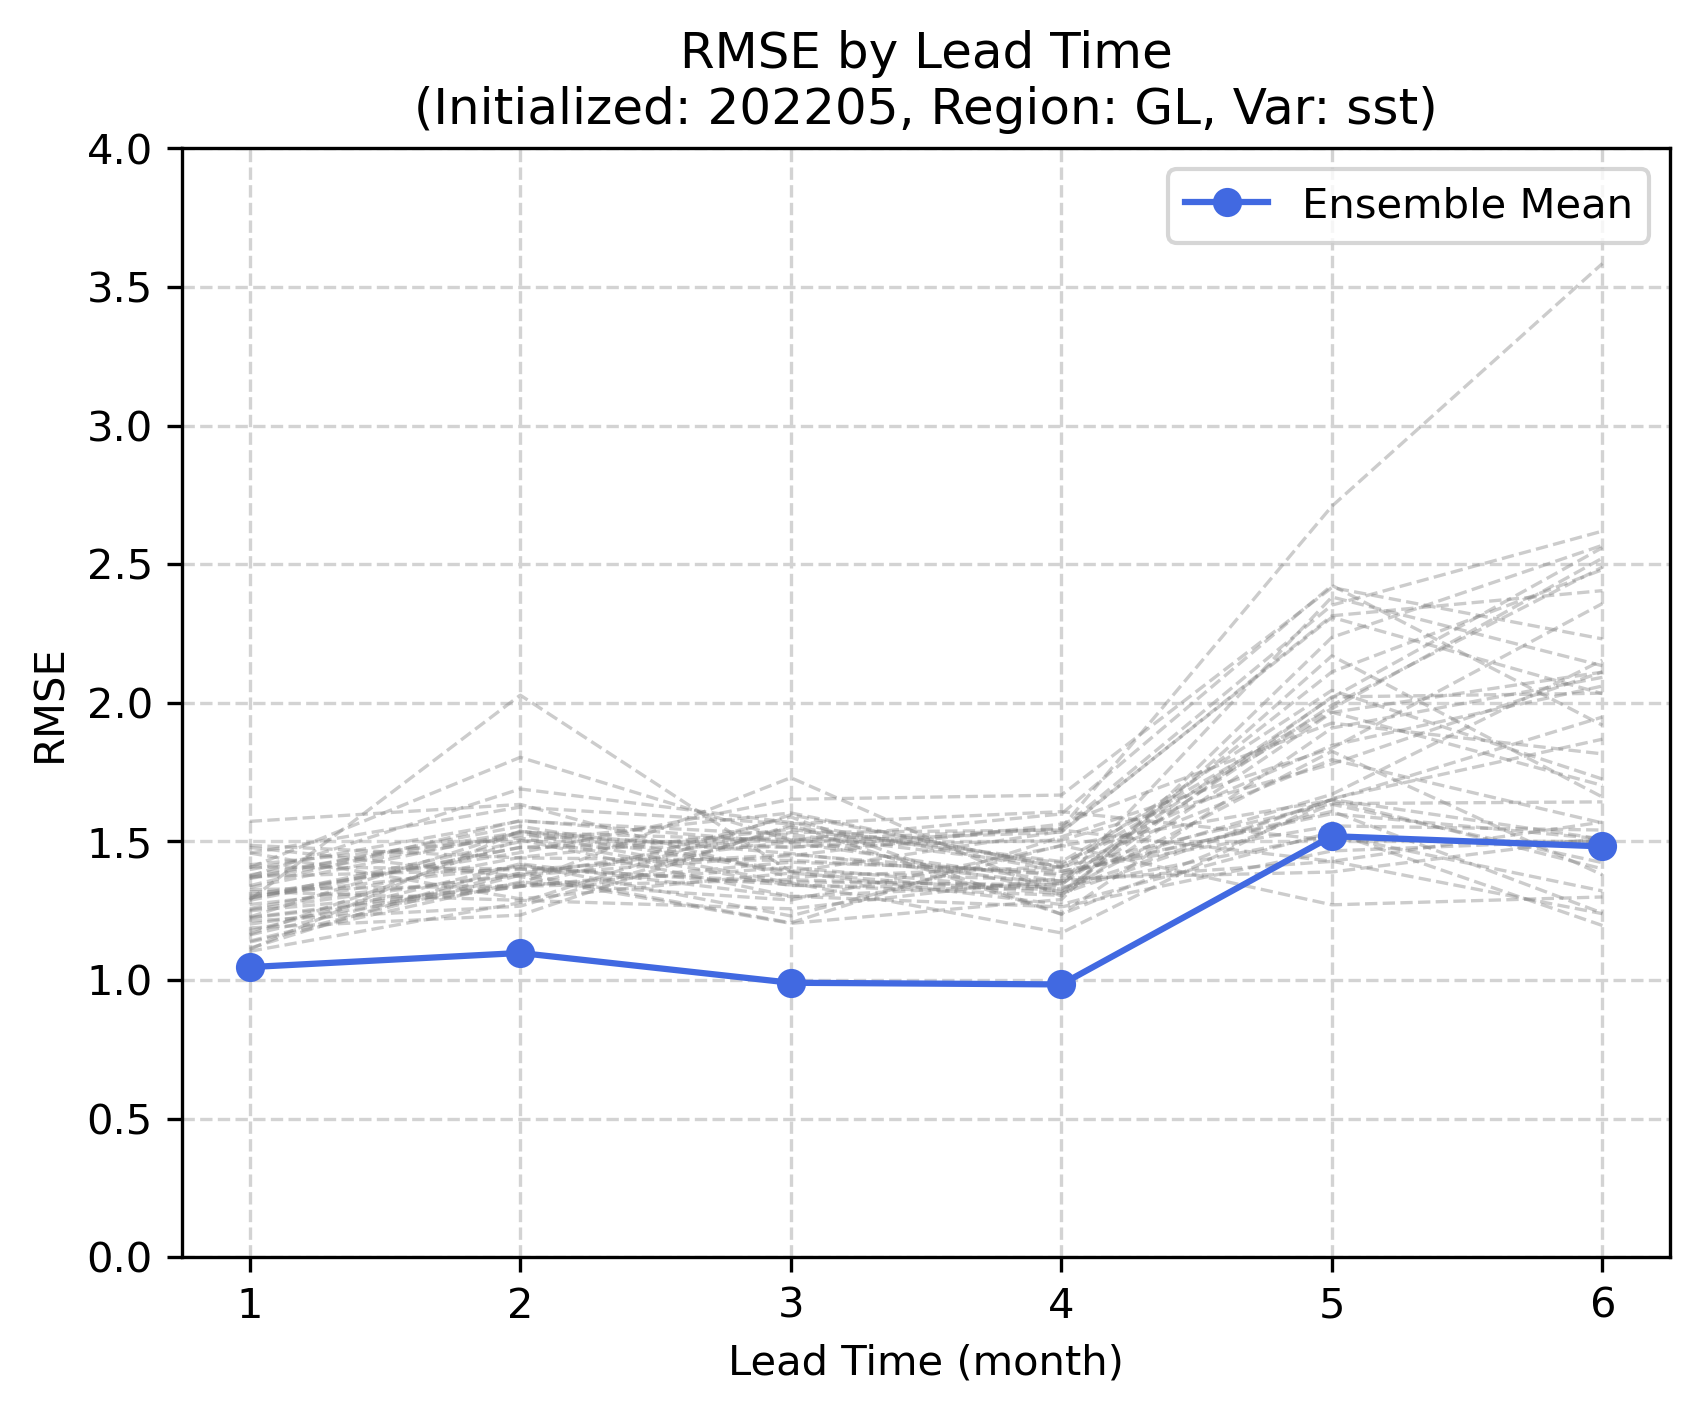 RMSE by Lead Time
(Initialized: 202205, Region: GL, Var: sst)
Ensemble Mean
4.0
3.5
3.0
2.5
2.0
1.5
1.0
0.5
0.0
RMSE
1 2 3 4 5 6
Lead Time (month)